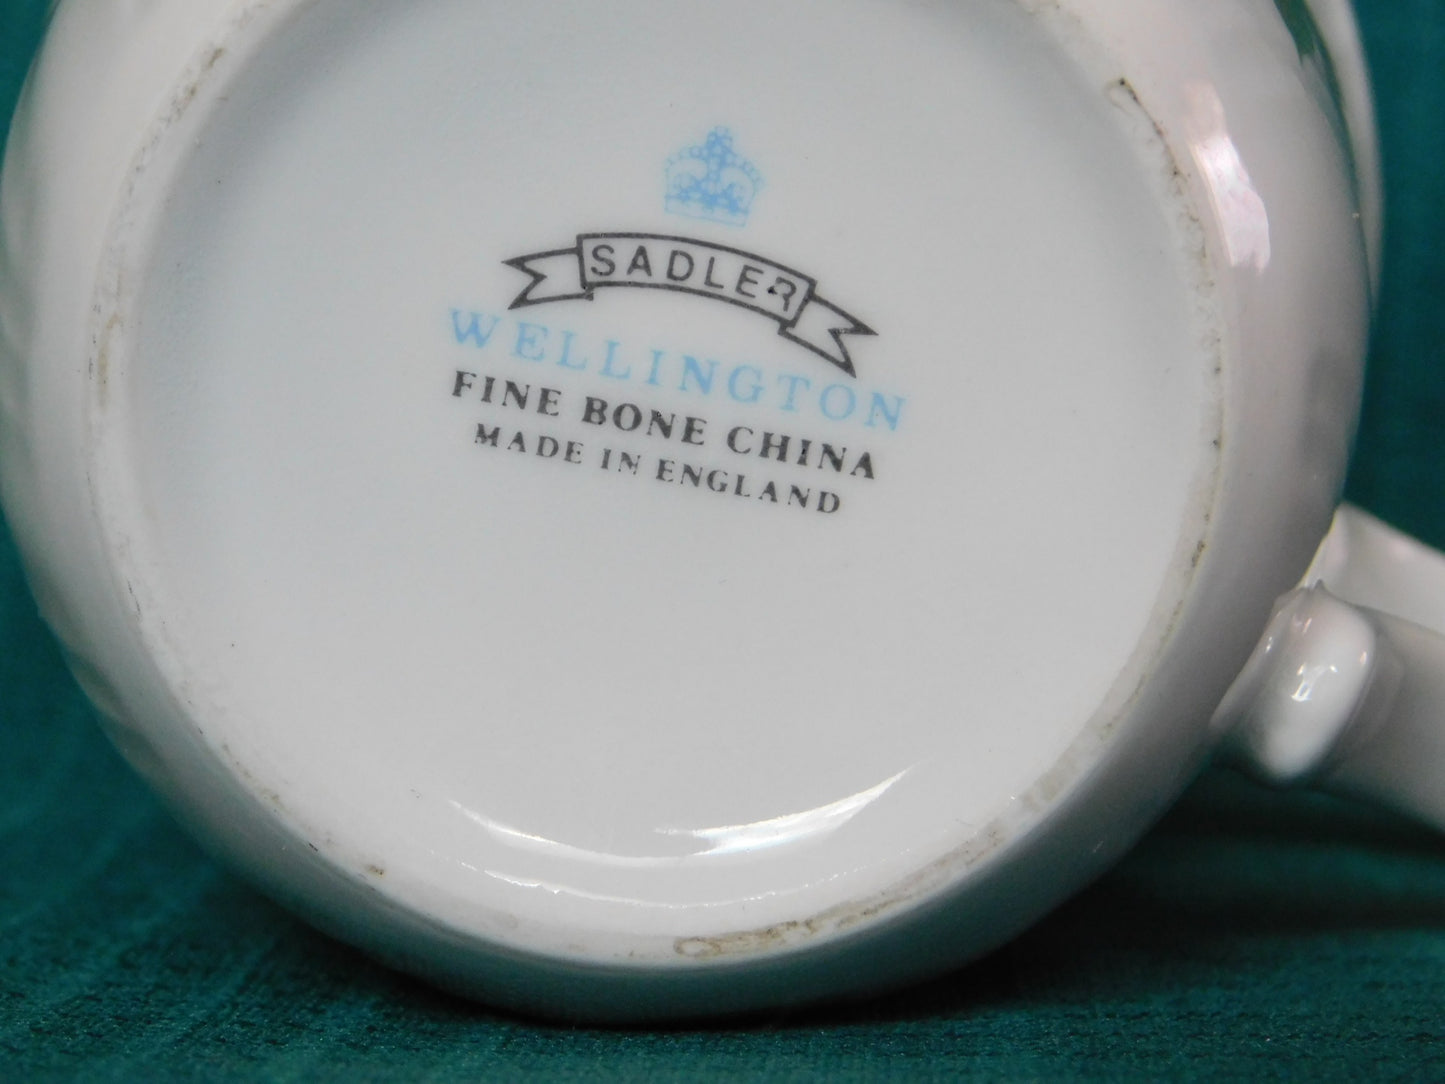 SADLER
WELLINGTON
FINE BONE CHINA
MADE IN ENGLAND